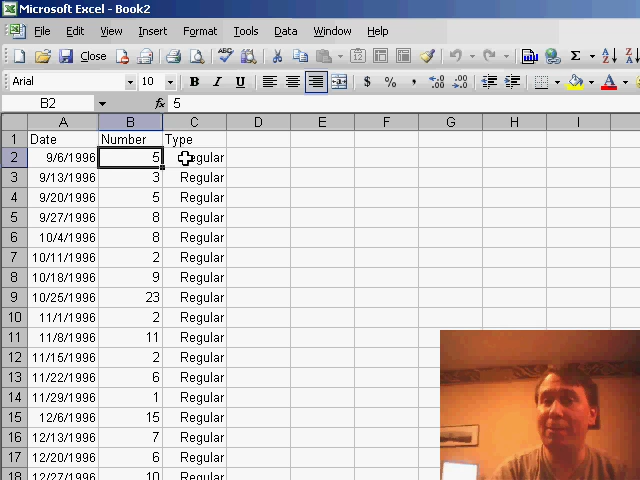 Microsoft Excel - Book2
File Edit View Insert Format Tools Data Window Help
Close
Arial 10 B I U $ % ,
B2 fx 5
A B C D E F G H I
1 Date Number Type
2 9/6/1996 5 Regular
3 9/13/1996 3 Regular
4 9/20/1996 5 Regular
5 9/27/1996 8 Regular
6 10/4/1996 8 Regular
7 10/11/1996 2 Regular
8 10/18/1996 9 Regular
9 10/25/1996 23 Regular
10 11/1/1996 2 Regular
11 11/8/1996 11 Regular
12 11/15/1996 2 Regular
13 11/22/1996 6 Regular
14 11/29/1996 1 Regular
15 12/6/1996 15 Regular
16 12/13/1996 7 Regular
17 12/20/1996 6 Regular
18 12/27/1996 10 Regular